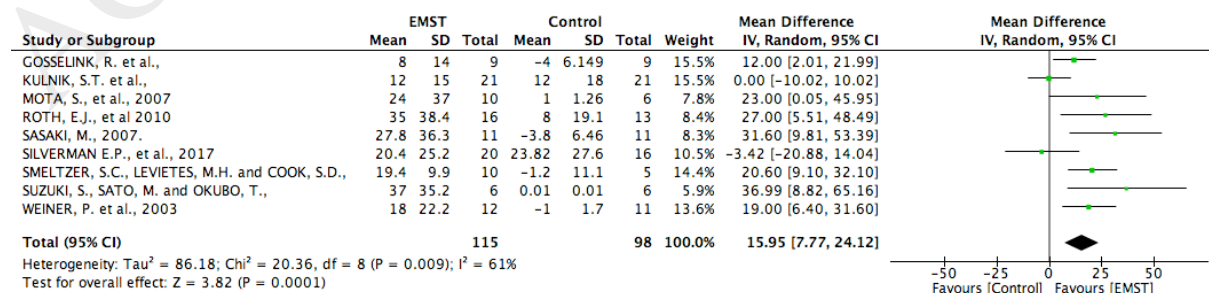 EMST Control Mean Difference Mean Difference
Study or Subgroup Mean SD Total Mean SD Total Weight IV, Random, 95% CI IV, Random, 95% CI
GOSSELINK, R. et al., 8 14 9 -4 6.149 9 15.5% 12.00 [2.01, 21.99]
KULNIK, S.T. et al., 12 15 21 12 18 21 15.5% 0.00 [-10.02, 10.02]
MOTA, S., et al., 2007 24 37 10 1 1.26 6 7.8% 23.00 [0.05, 45.95]
ROTH, E.J., et al 2010 35 38.4 16 8 19.1 13 8.4% 27.00 [5.51, 48.49]
SASAKI, M., 2007. 27.8 36.3 11 -3.8 6.46 11 8.3% 31.60 [9.81, 53.39]
SILVERMAN E.P., et al., 2017 20.4 25.2 20 23.82 27.6 16 10.5% -3.42 [-20.88, 14.04]
SMELTZER, S.C., LEVIETES, M.H. and COOK, S.D., 19.4 9.9 10 -1.2 11.1 5 14.4% 20.60 [9.10, 32.10]
SUZUKI, S., SATO, M. and OKUBO, T., 37 35.2 6 0.01 0.01 6 5.9% 36.99 [8.82, 65.16]
WEINER, P. et al., 2003 18 22.2 12 -1 1.7 11 13.6% 19.00 [6.40, 31.60]
Total (95% CI) 115 98 100.0% 15.95 [7.77, 24.12]
Heterogeneity: Tau² = 86.18; Chi² = 20.36, df = 8 (P = 0.009); I² = 61%
Test for overall effect: Z = 3.82 (P = 0.0001)
-50 -25 0 25 50
Favours [Control] Favours [EMST]